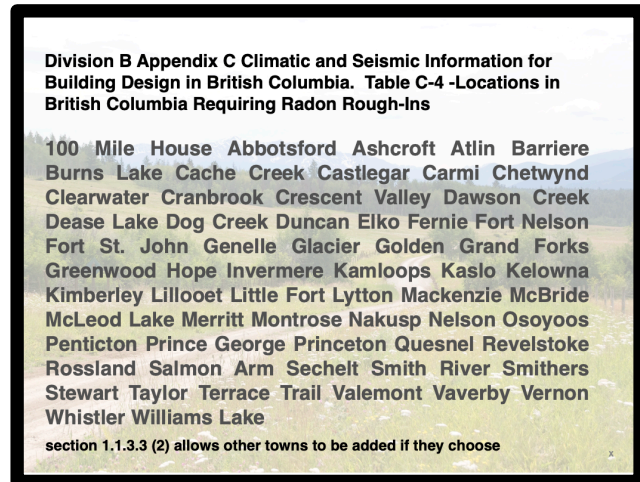 Division B Appendix C Climatic and Seismic Information for
Building Design in British Columbia. Table C-4 -Locations in
British Columbia Requiring Radon Rough-Ins
100 Mile House Abbotsford Ashcroft Atlin Barriere
Burns Lake Cache Creek Castlegar Carmi Chetwynd
Clearwater Cranbrook Crescent Valley Dawson Creek
Dease Lake Dog Creek Duncan Elko Fernie Fort Nelson
Fort St. John Genelle Glacier Golden Grand Forks
Greenwood Hope Invermere Kamloops Kaslo Kelowna
Kimberley Lillooet Little Fort Lytton Mackenzie McBride
McLeod Lake Merritt Montrose Nakusp Nelson Osoyoos
Penticton Prince George Princeton Quesnel Revelstoke
Rossland Salmon Arm Sechelt Smith River Smithers
Stewart Taylor Terrace Trail Valemont Vaverby Vernon
Whistler Williams Lake
section 1.1.3.3 (2) allows other towns to be added if they choose
x